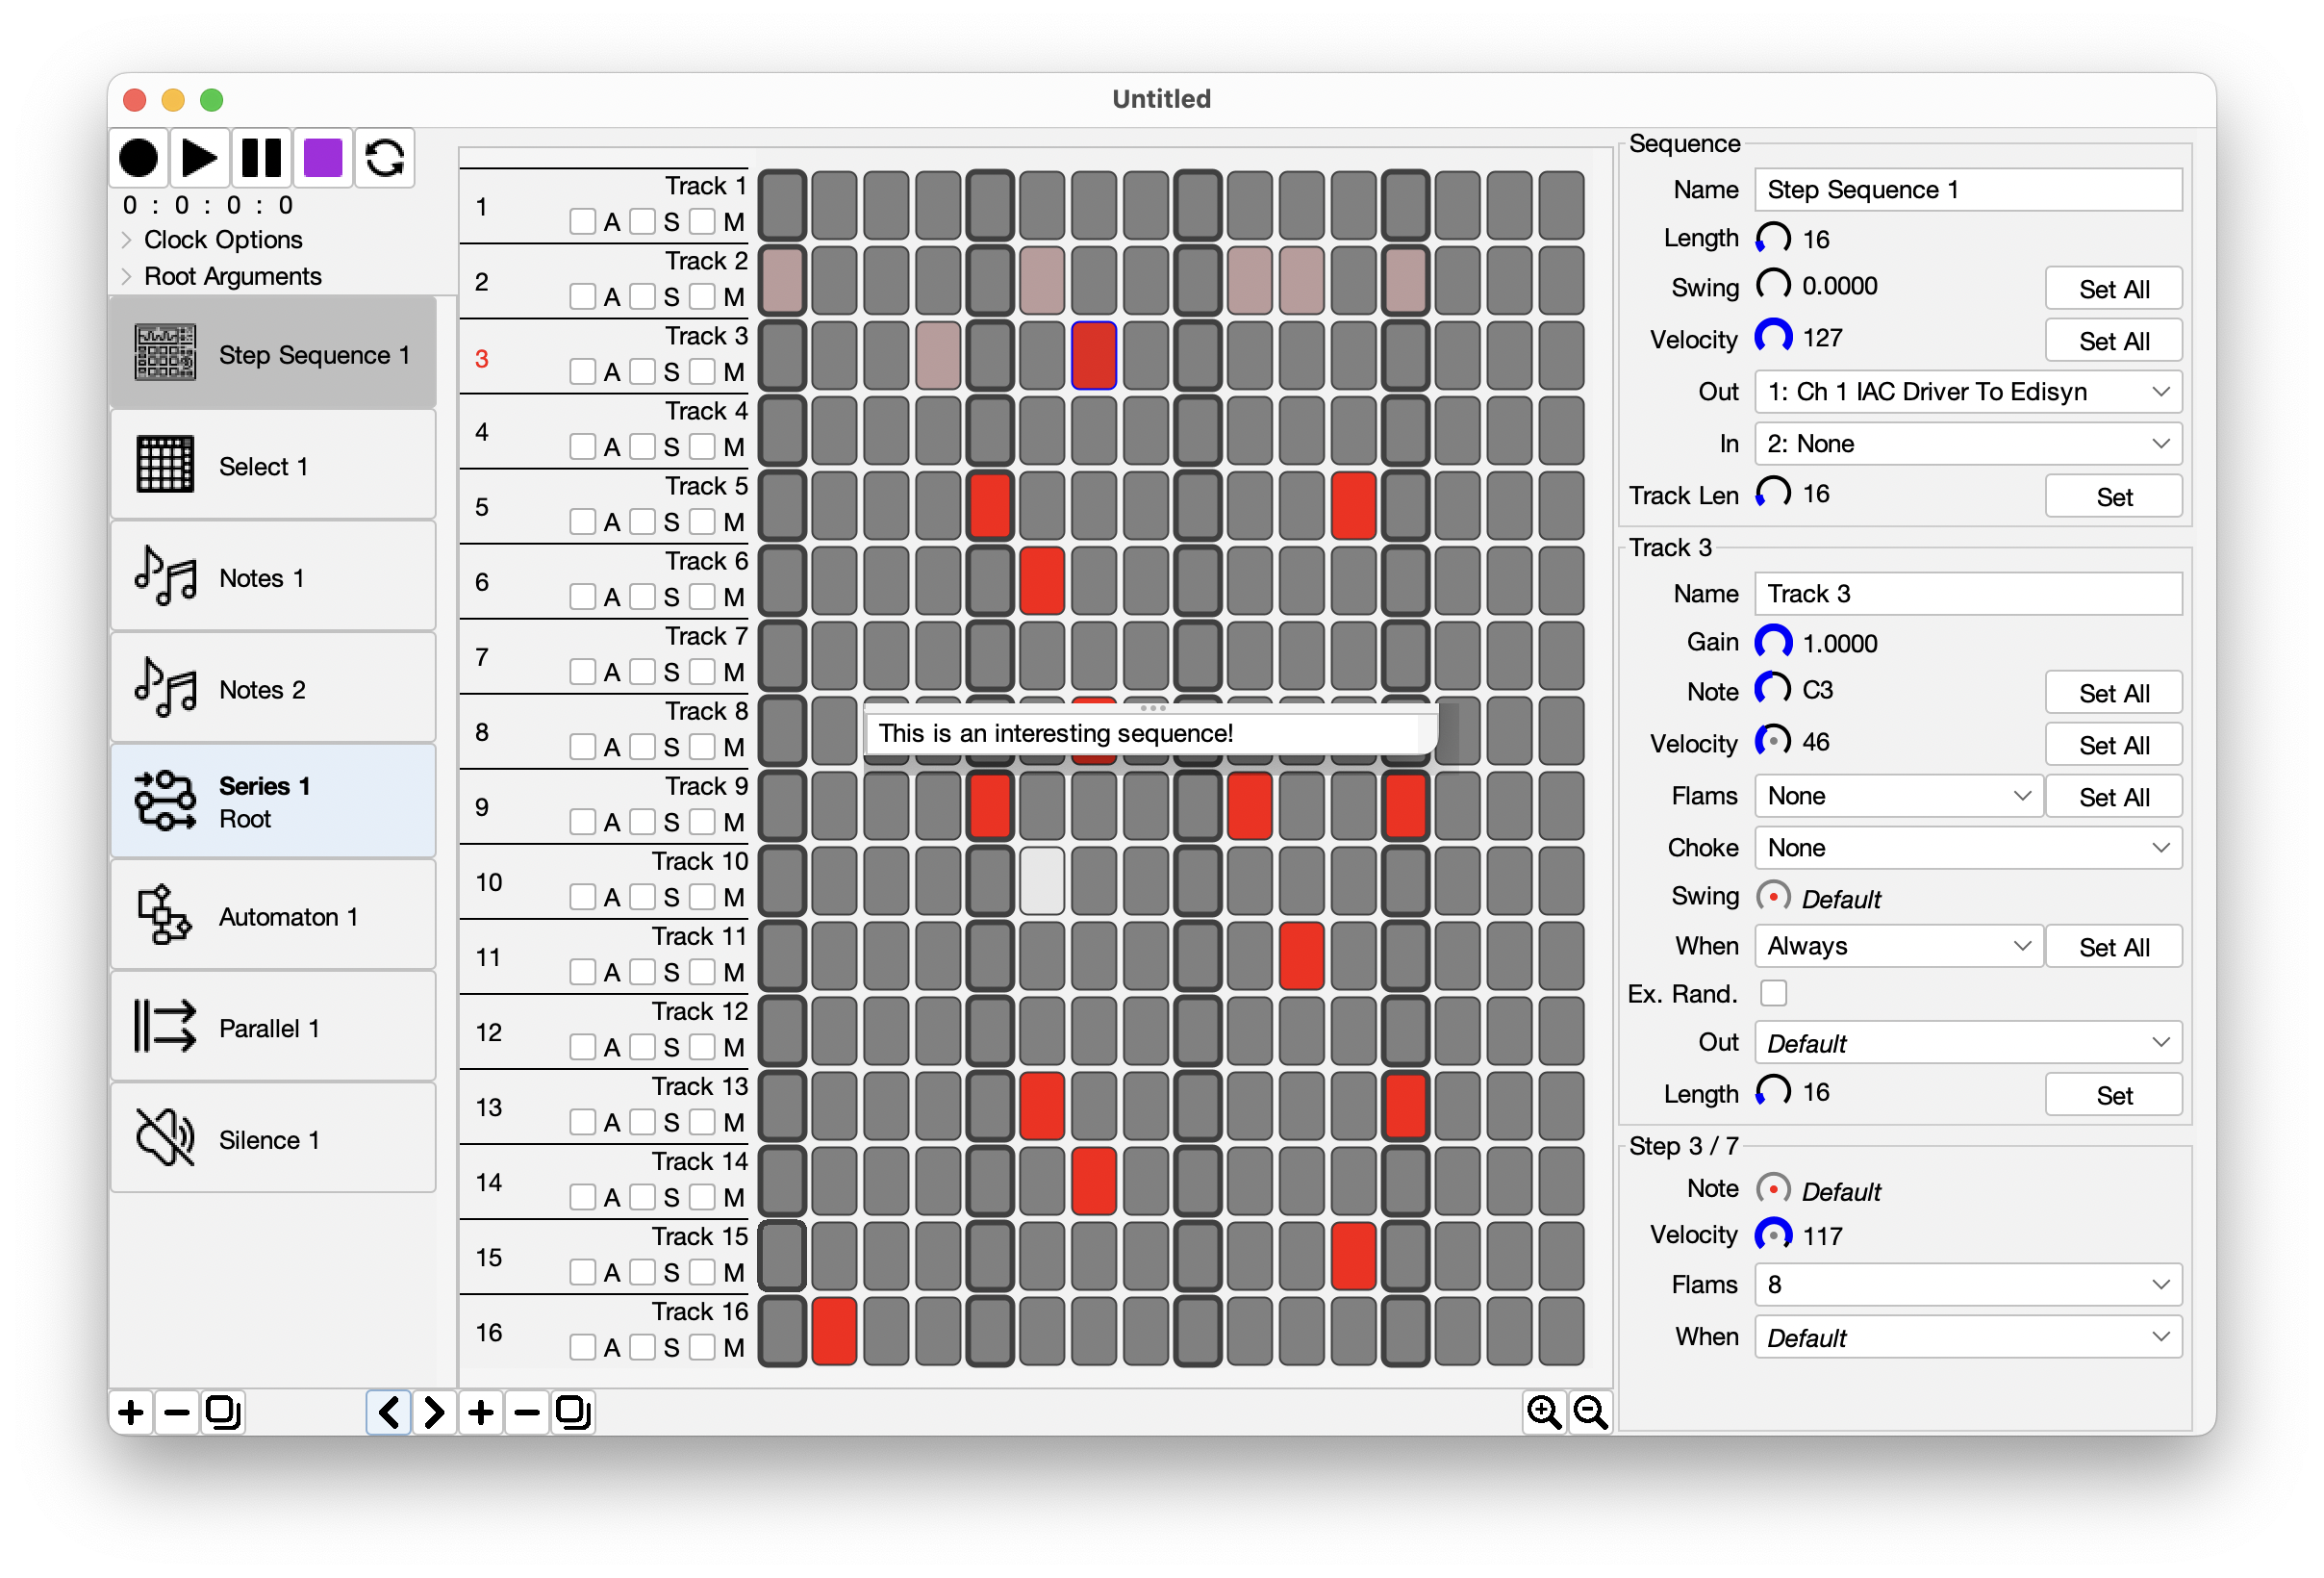 Untitled
0 : 0 : 0 : 0
Clock Options
Root Arguments
Step Sequence 1
Select 1
Notes 1
Notes 2
Series 1
Root
Automaton 1
Parallel 1
Silence 1
1 Track 1
A S M
2 Track 2
A S M
3 Track 3
A S M
4 Track 4
A S M
5 Track 5
A S M
6 Track 6
A S M
7 Track 7
A S M
8 Track 8
A S M
9 Track 9
A S M
10 Track 10
A S M
11 Track 11
A S M
12 Track 12
A S M
13 Track 13
A S M
14 Track 14
A S M
15 Track 15
A S M
16 Track 16
A S M
This is an interesting sequence!
Sequence
Name Step Sequence 1
Length 16
Swing 0.0000 Set All
Velocity 127 Set All
Out 1: Ch 1 IAC Driver To Edisyn
In 2: None
Track Len 16 Set
Track 3
Name Track 3
Gain 1.0000
Note C3 Set All
Velocity 46 Set All
Flams None Set All
Choke None
Swing Default
When Always Set All
Ex. Rand.
Out Default
Length 16 Set
Step 3 / 7
Note Default
Velocity 117
Flams 8
When Default